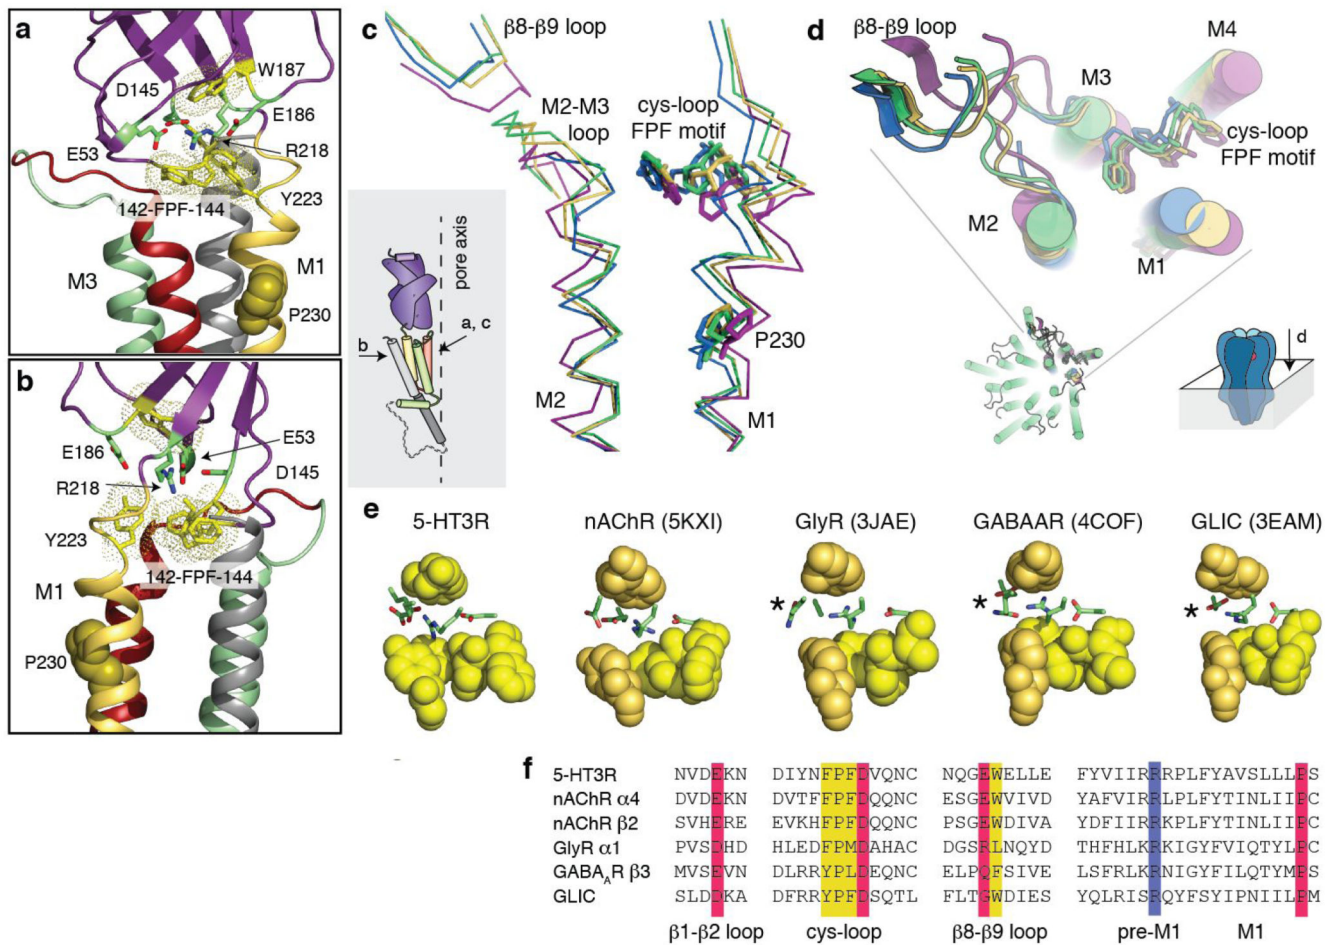 a
D145
W187
E186
R218
E53
142-FPF-144
Y223
M3
M1
P230
b
E186
E53
R218
D145
Y223
142-FPF-144
M1
P230
c
β8-β9 loop
M2-M3
loop
cys-loop
FPF motif
pore axis
a, c
b
P230
M2
M1
d
β8-β9 loop
M4
M3
cys-loop
FPF motif
M2
M1
d
e
5-HT3R
nAChR (5KXI)
GlyR (3JAE)
GABAAR (4COF)
GLIC (3EAM)
*
*
*
f
5-HT3R NVDEKN DIYNFPFDVQNC NQGEWELLE FYVIIRRRPLFYAVSLLLPS
nAChR α4 DVDEKN DVTFFPFDQQNC ESGEWVIVD YAFVIRRLPLFYTINLIIPC
nAChR β2 SVHERE EVKHFPFDQQNC PSGEWDIVA YDFIIRRKPLFYTINLIIPC
GlyR α1 PVSDHD HLEDFPMDAHAC DGSRLNQYD THFHLKRKIGYFVIQTYLPC
GABAAR β3 MVSEVN DLRRYPLDEQNC ELPQFSIVE LSFRLKRNIGYFILQTYMPS
GLIC SLDDKA DFRRYPFDSQTL FLTGWDIES YQLRISRQYFSYIPNIILPM
β1-β2 loop cys-loop β8-β9 loop pre-M1 M1